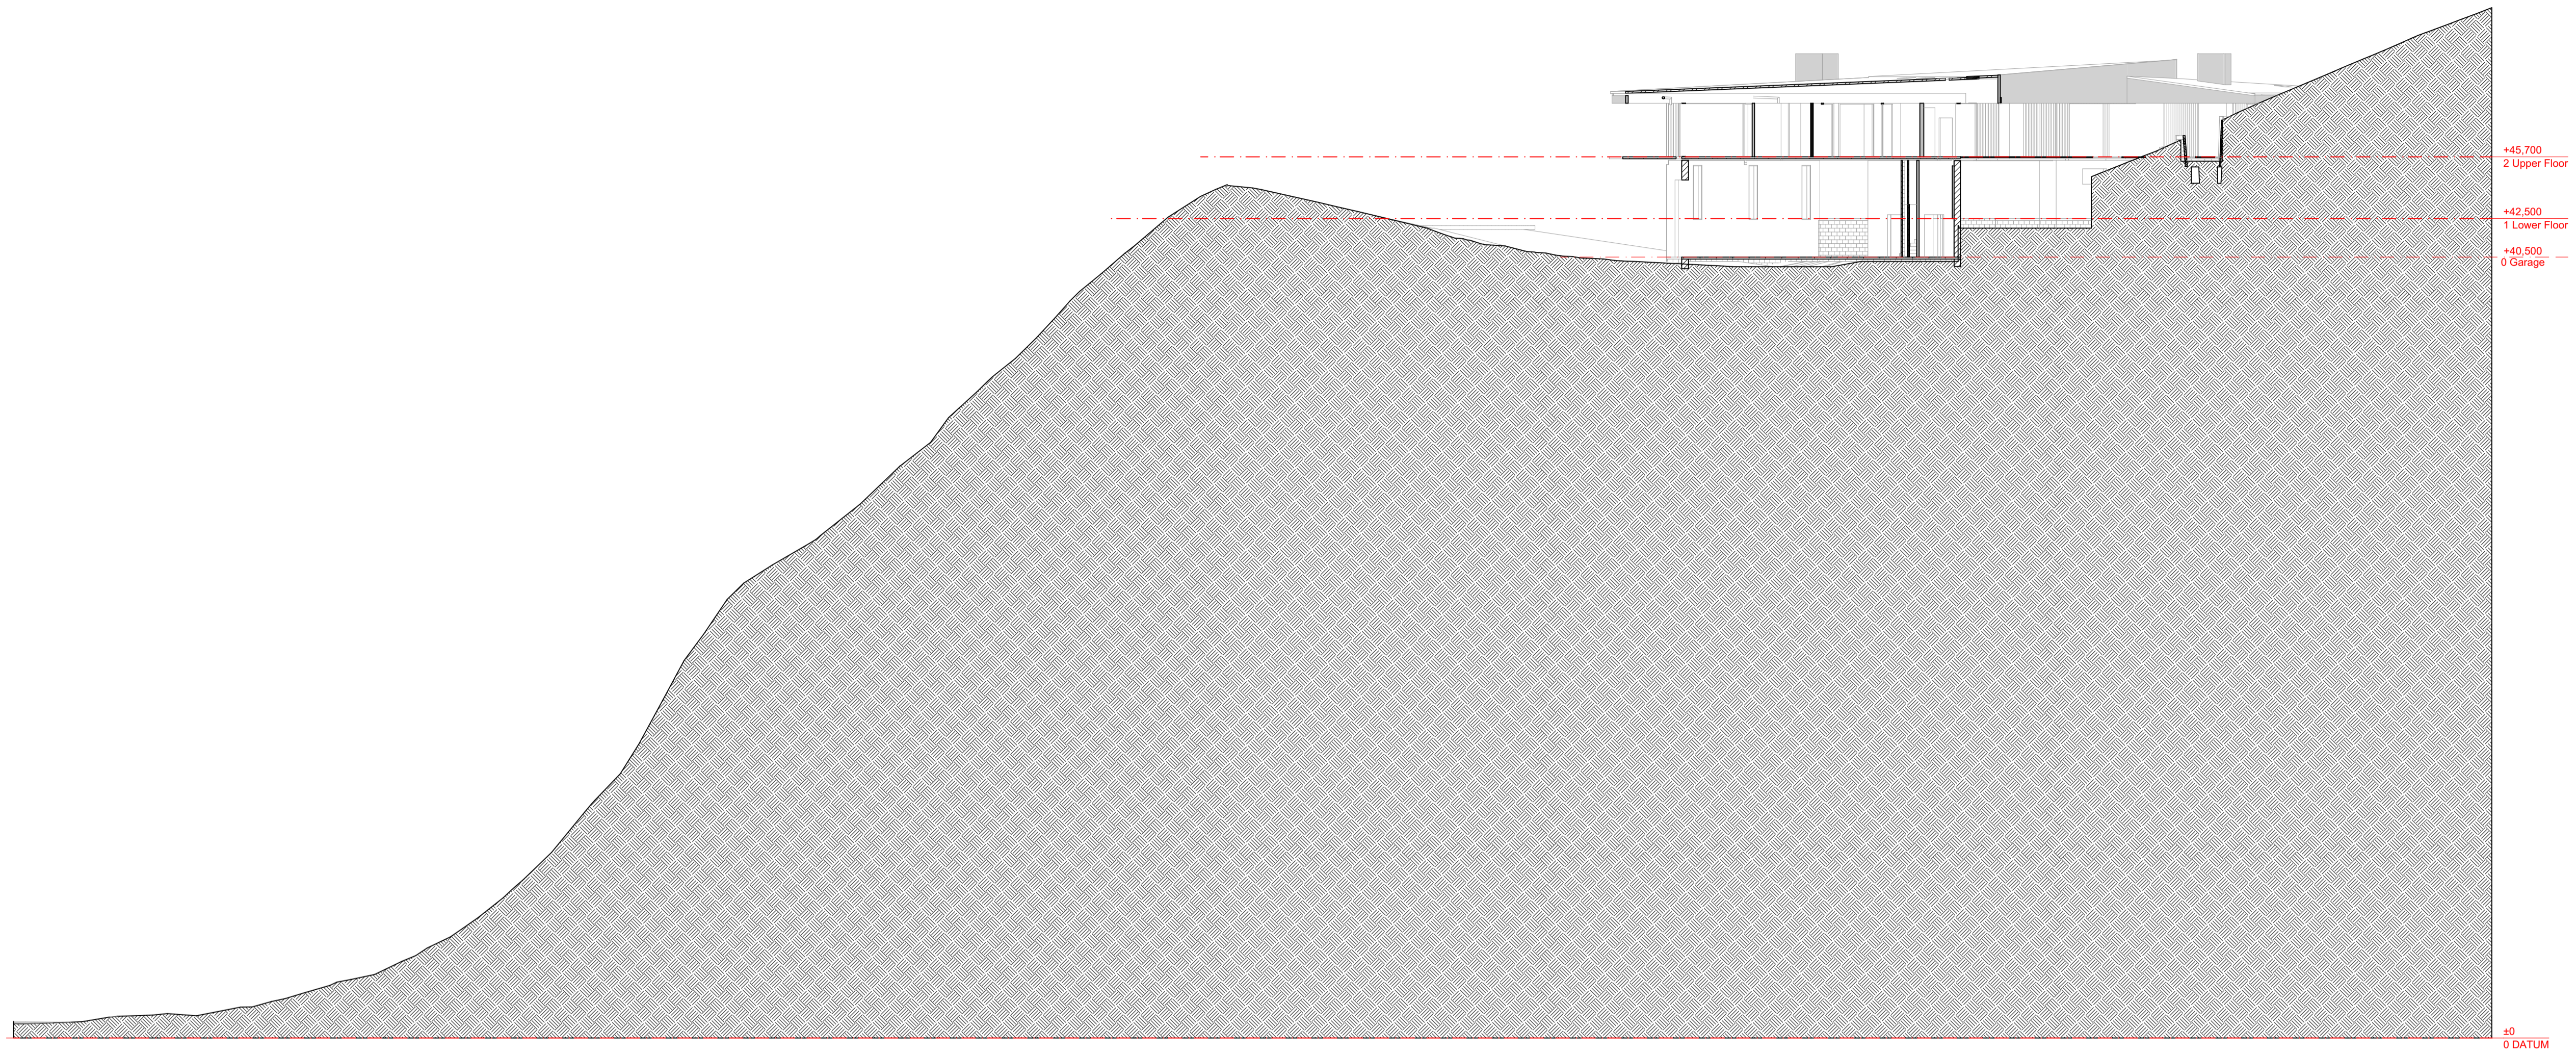 +45,700
2 Upper Floor
+42,500
1 Lower Floor
+40,500
0 Garage
±0
0 DATUM